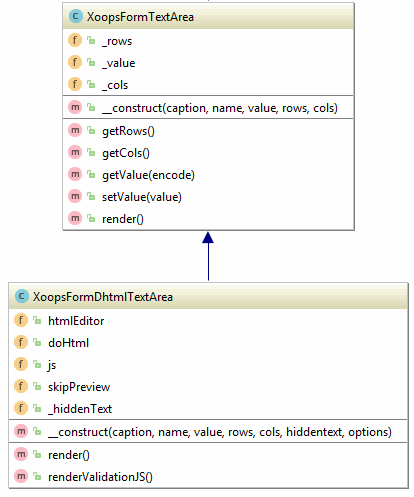 C XoopsFormTextArea
f _rows
f _value
f _cols
m __construct(caption, name, value, rows, cols)
m getRows()
m getCols()
m getValue(encode)
m setValue(value)
m render()
C XoopsFormDhtmlTextArea
f htmlEditor
f doHtml
f js
f skipPreview
f _hiddenText
m __construct(caption, name, value, rows, cols, hiddentext, options)
m render()
m renderValidationJS()